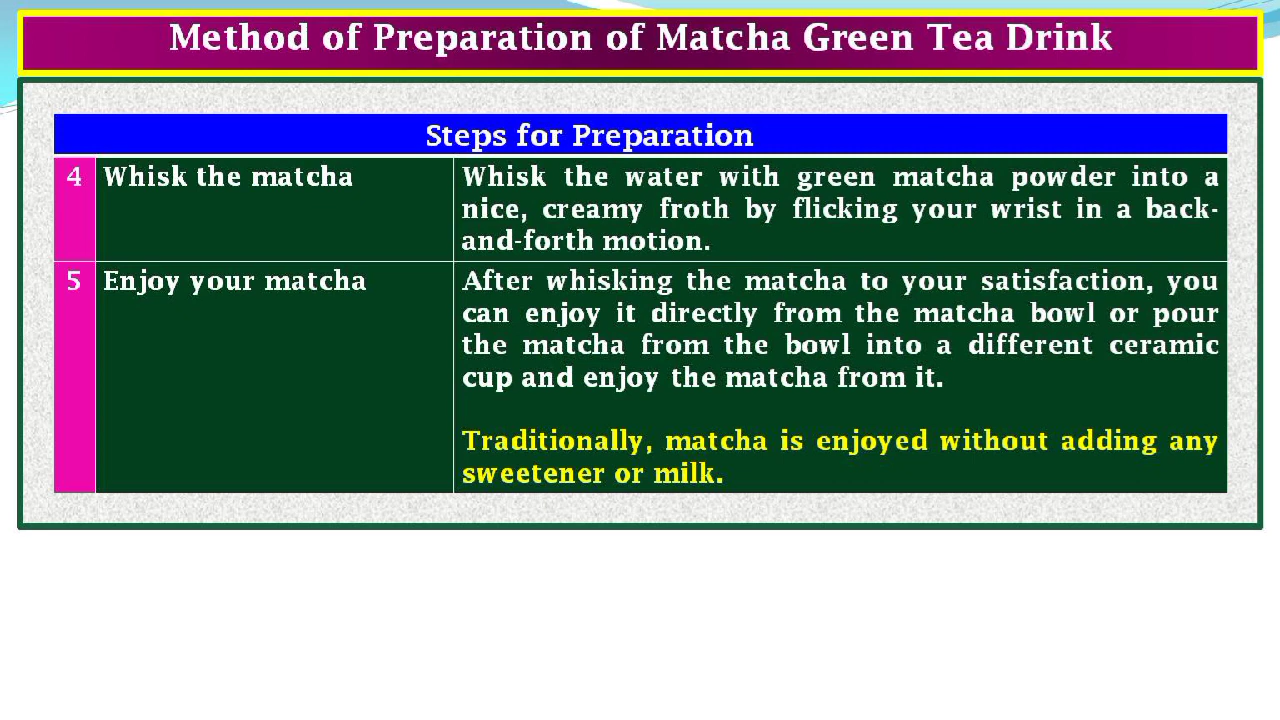 Method of Preparation of Matcha Green Tea Drink
Steps for Preparation
4 Whisk the matcha
Whisk the water with green matcha powder into a
nice, creamy froth by flicking your wrist in a back-
and-forth motion.
5 Enjoy your matcha
After whisking the matcha to your satisfaction, you
can enjoy it directly from the matcha bowl or pour
the matcha from the bowl into a different ceramic
cup and enjoy the matcha from it.
Traditionally, matcha is enjoyed without adding any
sweetener or milk.